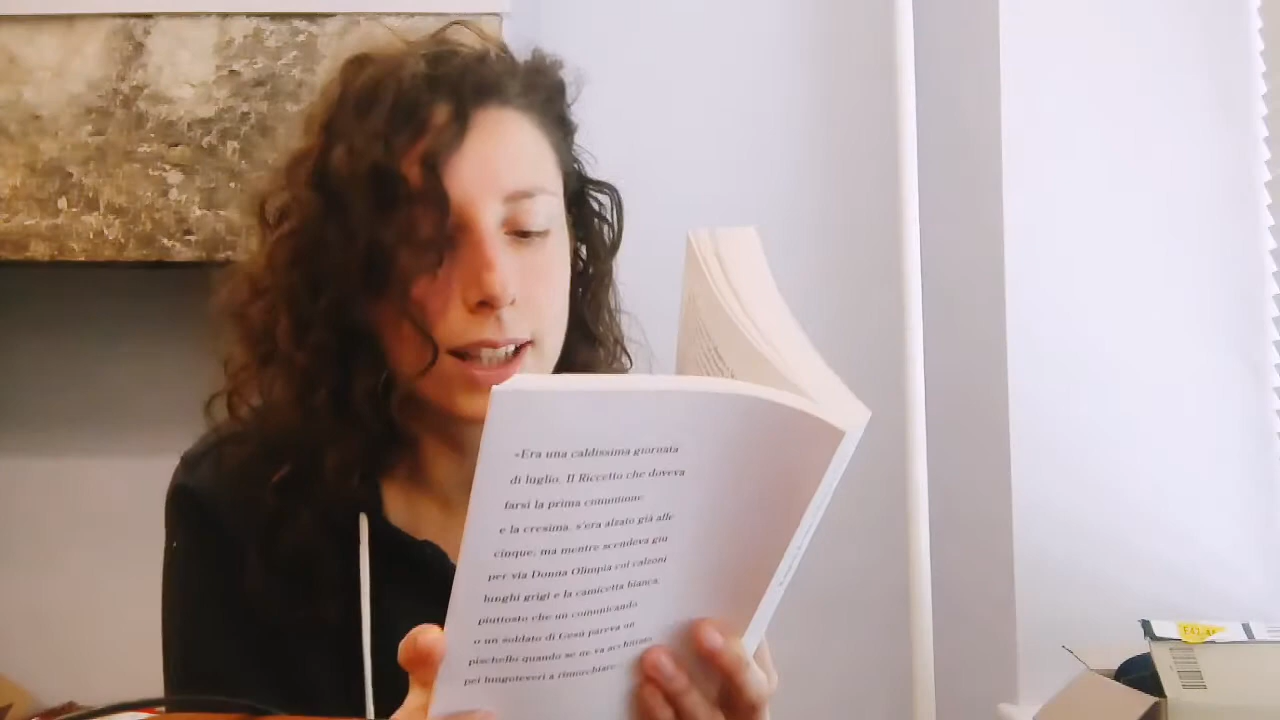 «Era una caldissima giornata
di luglio. Il Riccetto che doveva
farsi la prima comunione
e la cresima, s'era alzato già alle
cinque, ma mentre scendeva giù
per via Donna Olimpia coi calzoni
lunghi grigi e la camicetta bianca,
piuttosto che un comunicando
o un soldato di Gesù pareva un
pischello quando se ne va acchittato
pei lungoteveri a rimorchiare